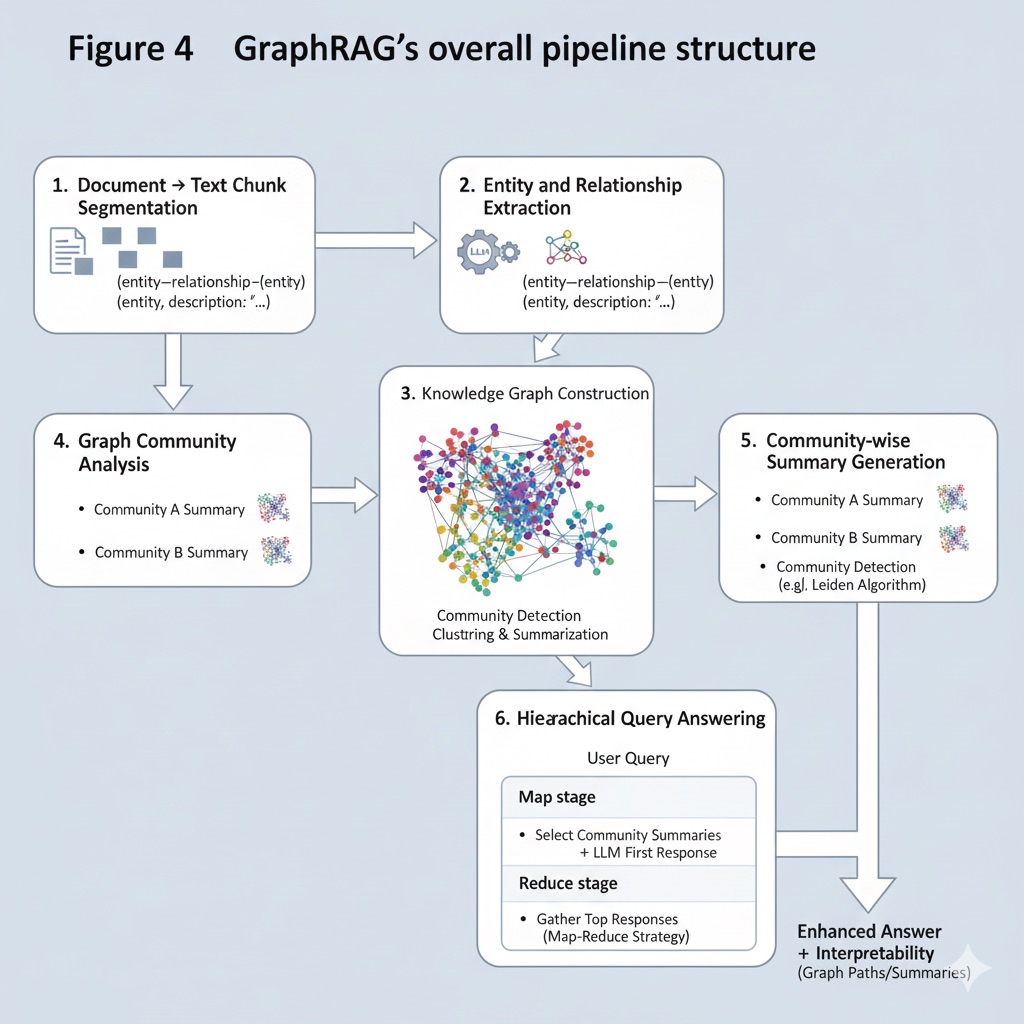 Figure 4 GraphRAG's overall pipeline structure
1. Document → Text Chunk
Segmentation
(entity—relationship-(entity)
(entity, description: "...)
2. Entity and Relationship
Extraction
LLM
(entity—relationship—(entity)
(entity, description: "...)
3. Knowledge Graph Construction
Community Detection
Clustring & Summarization
4. Graph Community
Analysis
• Community A Summary
• Community B Summary
5. Community-wise
Summary Generation
• Community A Summary
• Community B Summary
• Community Detection
(e.g(. Leiden Algorithm)
6. Hiearachical Query Answering
User Query
Map stage
• Select Community Summaries
+ LLM First Response
Reduce stage
• Gather Top Responses
(Map-Reduce Strategy)
Enhanced Answer
+ Interpretability
(Graph Paths/Summaries)